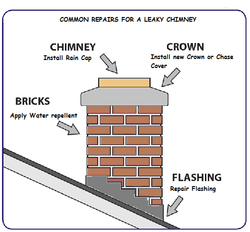 COMMON REPAIRS FOR A LEAKY CHIMNEY
CHIMNEY
Install Rain Cap
CROWN
Install new Crown or Chase
Cover
BRICKS
Apply Water repellent
FLASHING
Repair Flashing